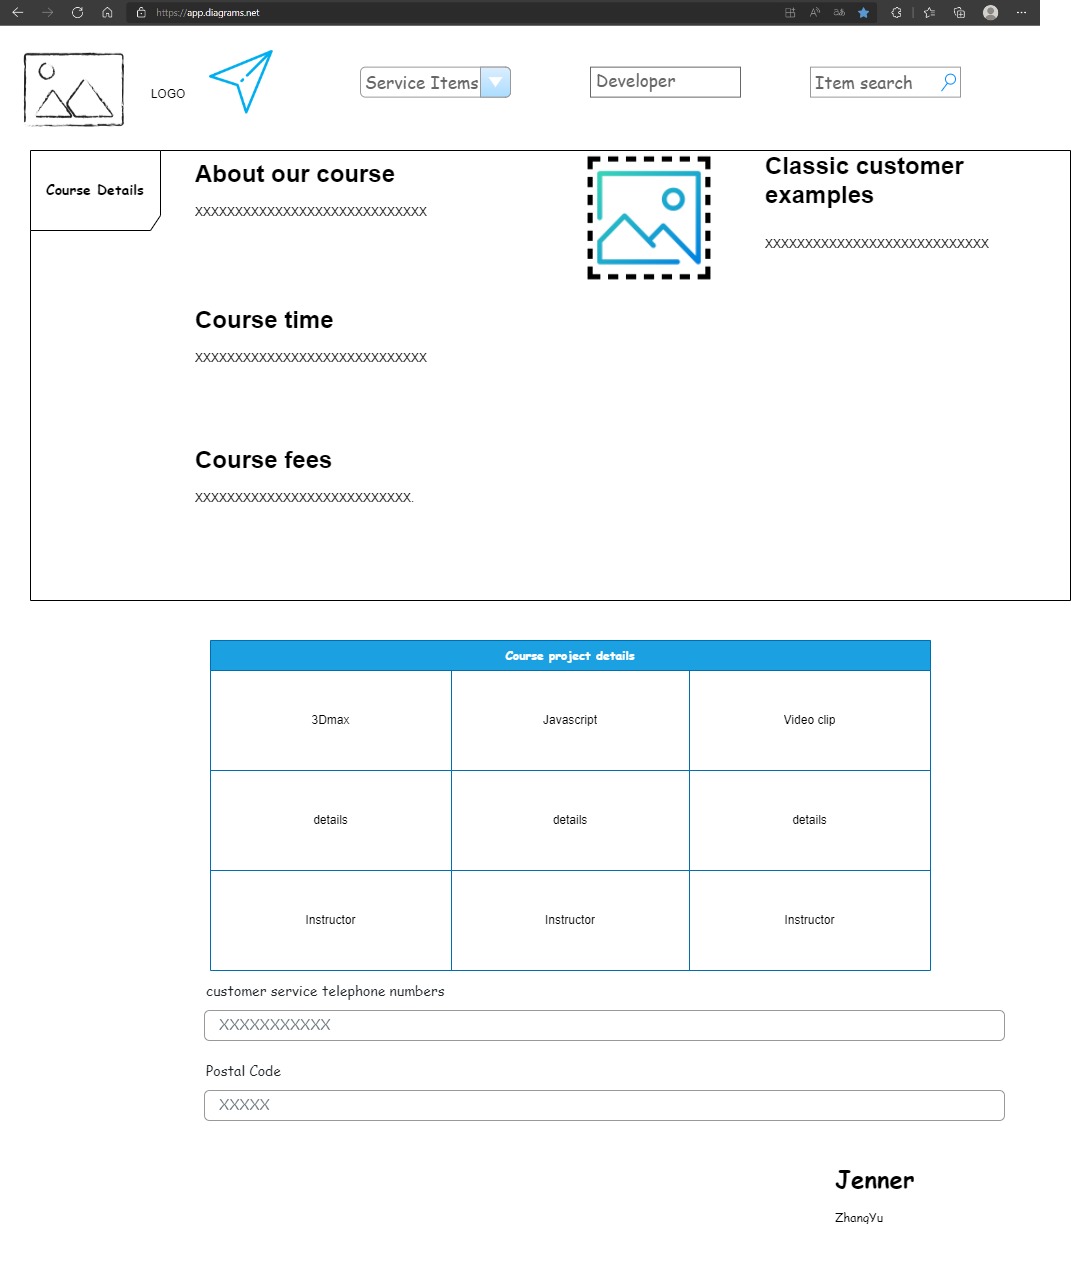 https://app.diagrams.net
LOGO
Service Items
Developer
Item search
Course Details
About our course
XXXXXXXXXXXXXXXXXXXXXXXXXXXXX
Classic customer
examples
XXXXXXXXXXXXXXXXXXXXXXXXXXXX
Course time
XXXXXXXXXXXXXXXXXXXXXXXXXXXXX
Course fees
XXXXXXXXXXXXXXXXXXXXXXXXXXX.
Course project details
3Dmax Javascript Video clip
details details details
Instructor Instructor Instructor
customer service telephone numbers
XXXXXXXXXXX
Postal Code
XXXXX
Jenner
ZhangYu